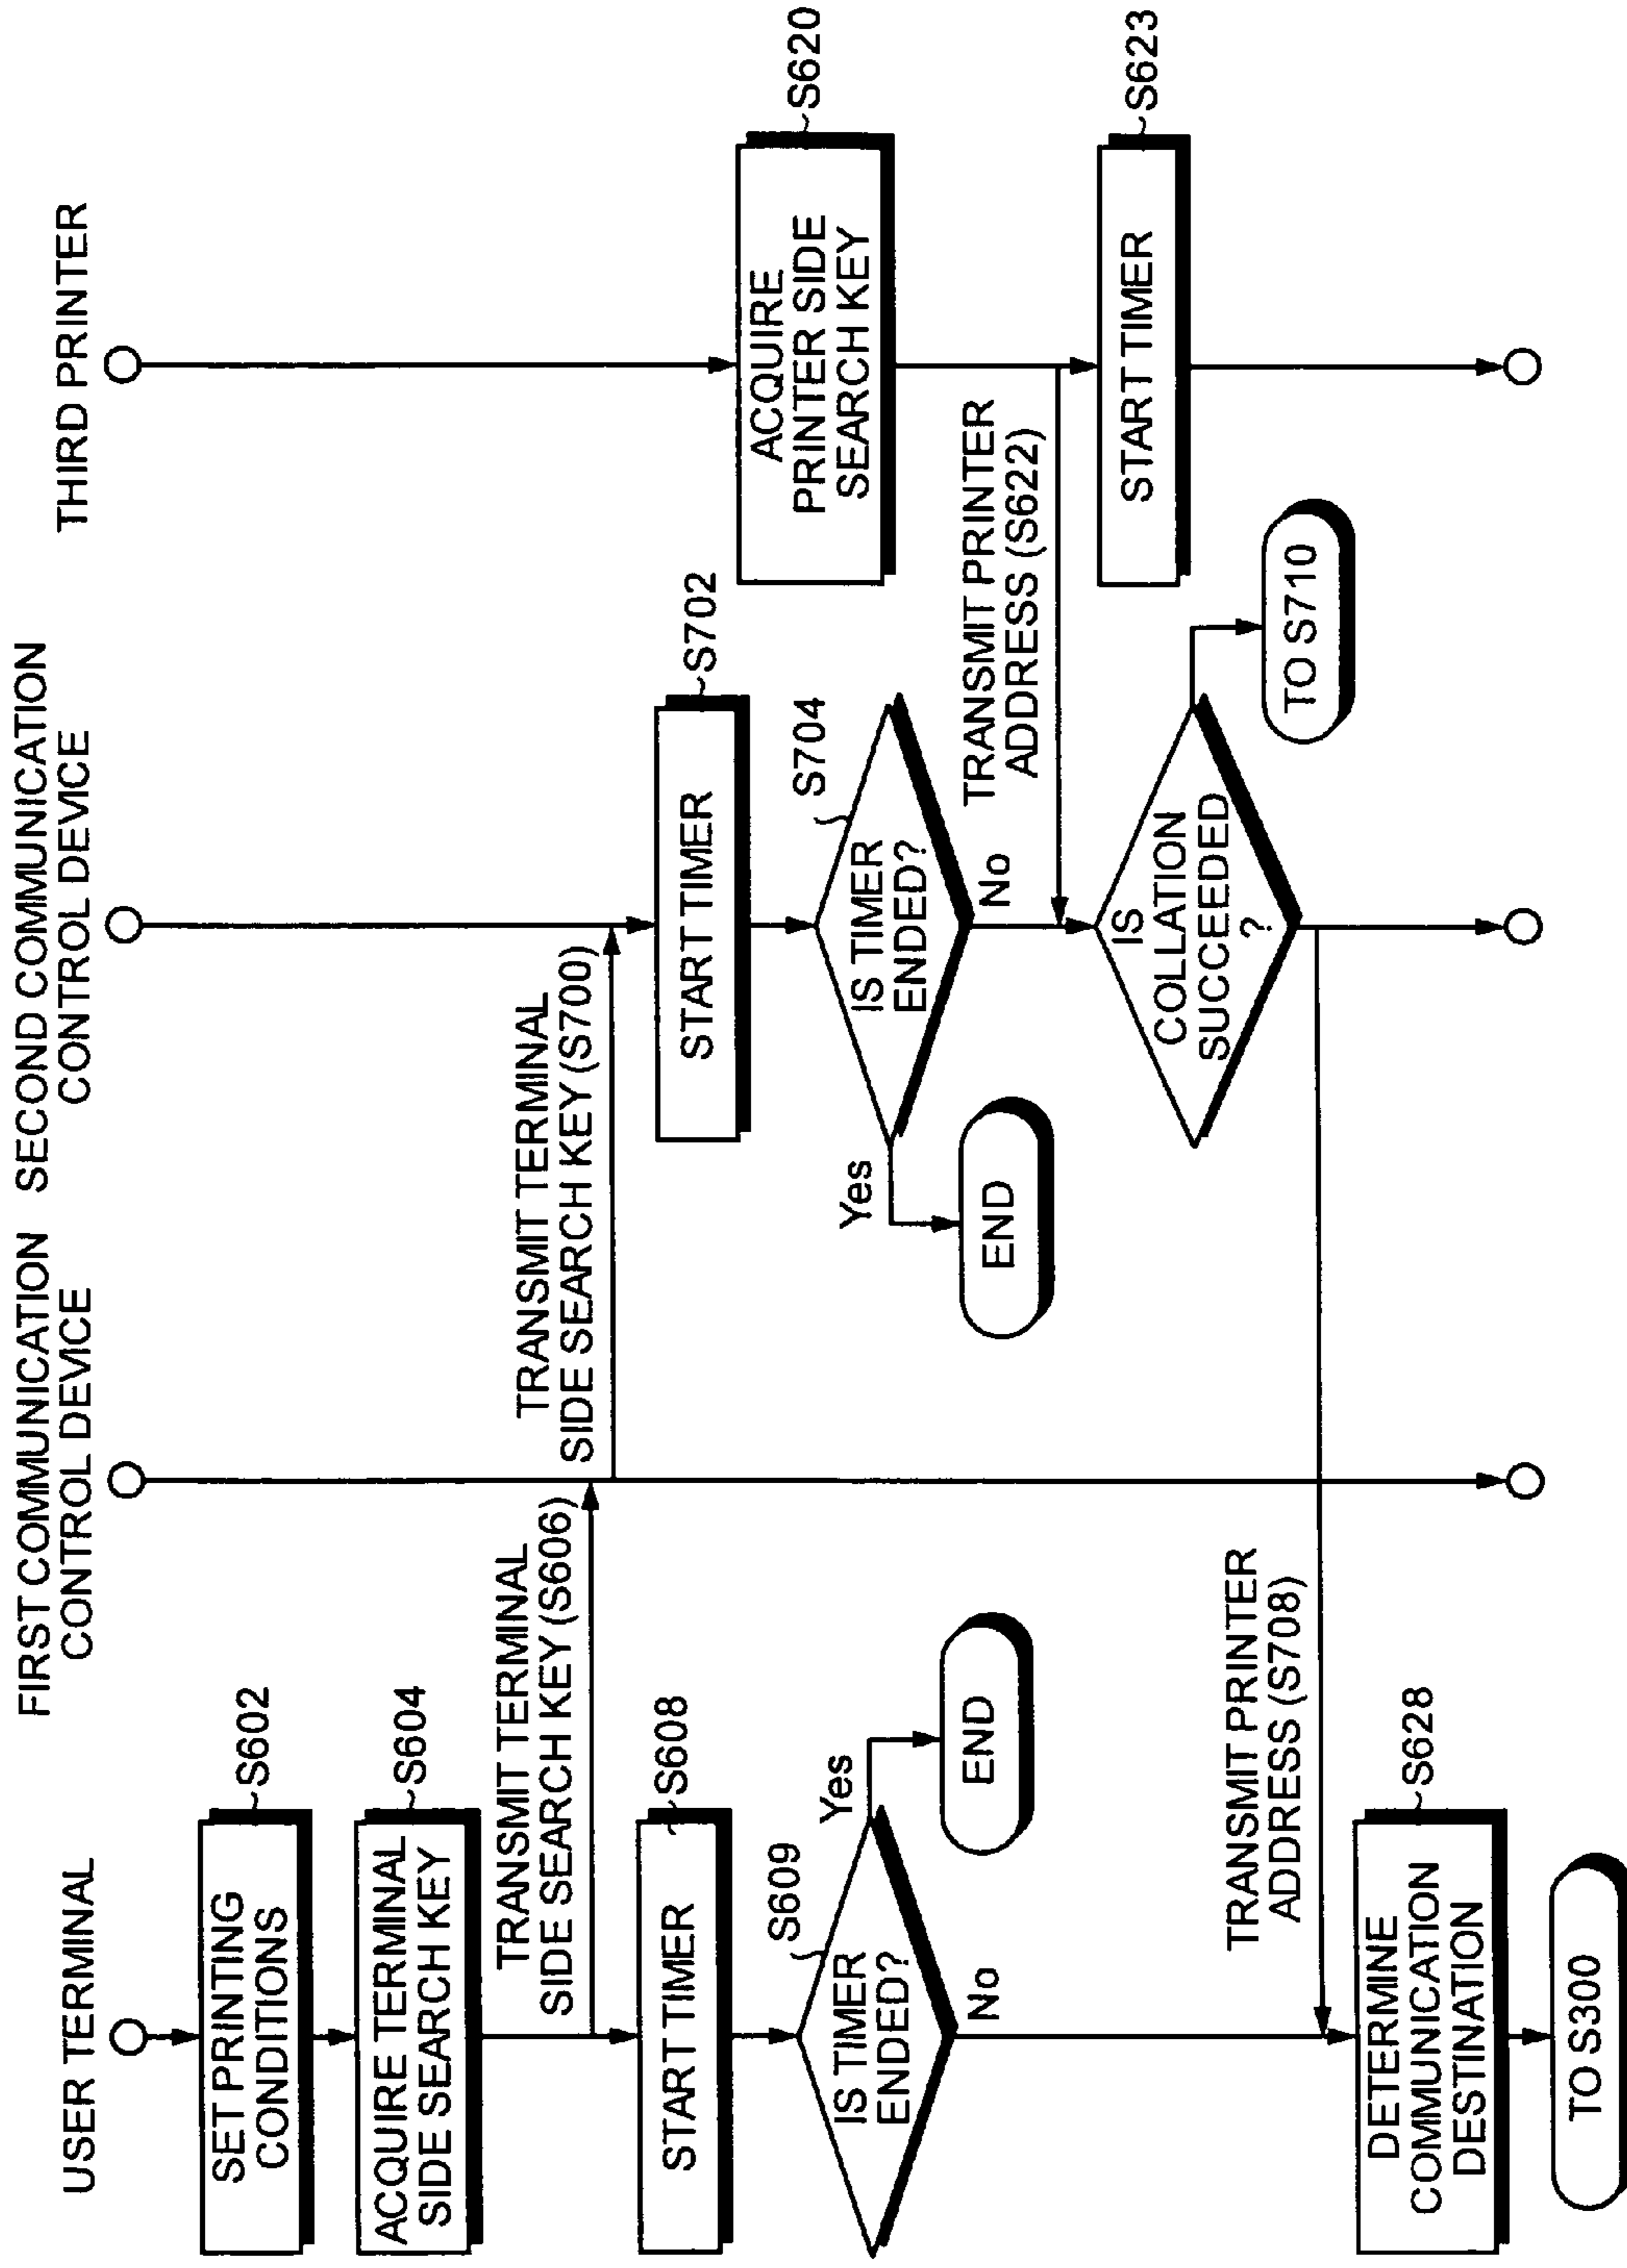 USER TERMINAL
FIRST COMMUNICATION
CONTROL DEVICE
SECOND COMMUNICATION
CONTROL DEVICE
THIRD PRINTER
SET PRINTING
CONDITIONS
S602
ACQUIRE TERMINAL
SIDE SEARCH KEY
S604
TRANSMIT TERMINAL
SIDE SEARCH KEY (S606)
TRANSMIT TERMINAL
SIDE SEARCH KEY (S700)
START TIMER
S608
START TIMER
S702
ACQUIRE
PRINTER SIDE
SEARCH KEY
S620
IS TIMER
ENDED?
S609
Yes
END
No
IS TIMER
ENDED?
S704
Yes
END
No
TRANSMIT PRINTER
ADDRESS (S622)
START TIMER
S623
IS
COLLATION
SUCCEEDED
?
TO S710
TRANSMIT PRINTER
ADDRESS (S708)
DETERMINE
COMMUNICATION
DESTINATION
S628
TO S300